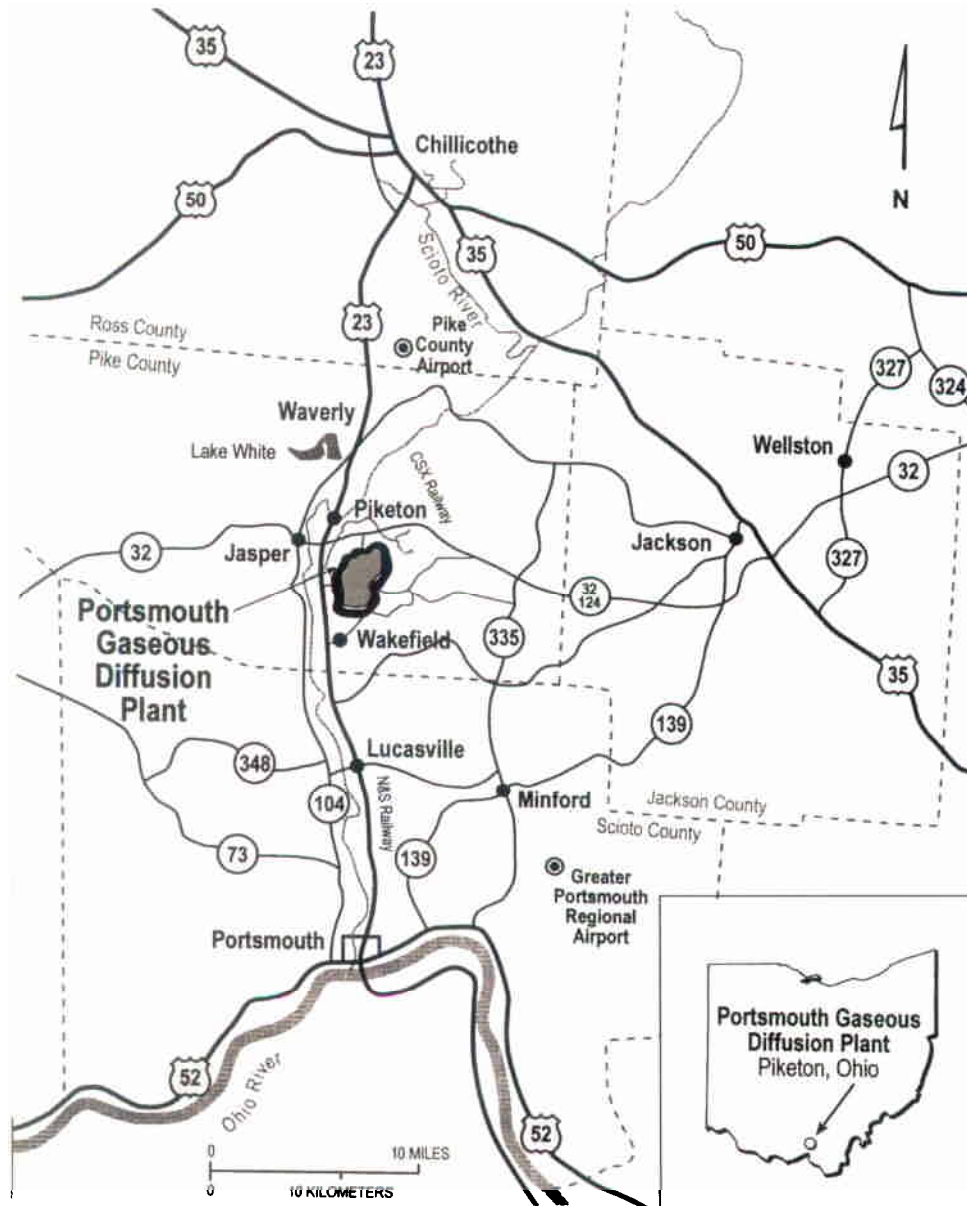 35
23
Chillicothe
N
50
Scioto River
35
50
23
Pike
County
Airport
Ross County
Pike County
327
324
Waverly
Lake White
Wellston
32
CSX Railway
Piketon
Jasper
32
Jackson
327
32
124
Portsmouth
Gaseous
Diffusion
Plant
Wakefield
335
35
139
348
Lucasville
104
N&S Railway
Minford
Jackson County
Scioto County
73
139
Greater
Portsmouth
Regional
Airport
Portsmouth
Portsmouth Gaseous
Diffusion Plant
Piketon, Ohio
52
Ohio River
52
0
10 MILES
0
10 KILOMETERS